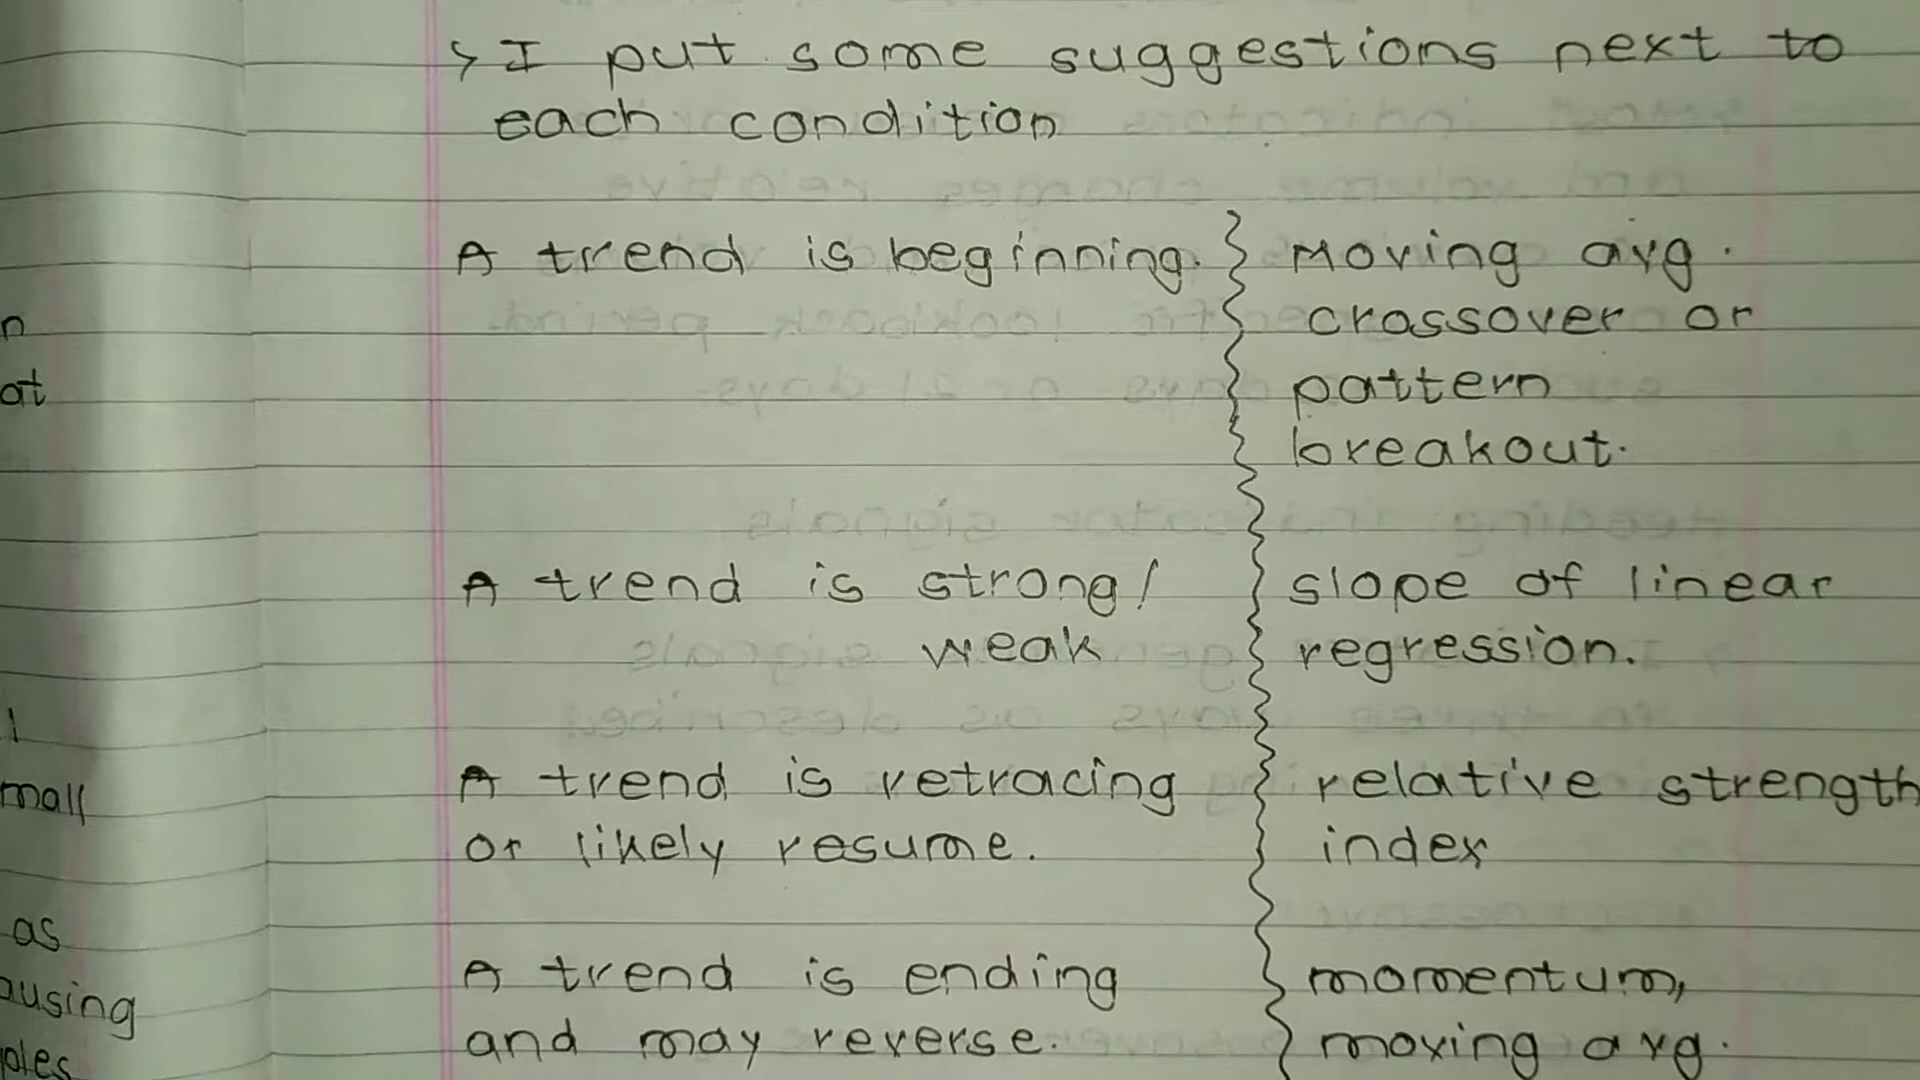 > I put some suggestions next to
each condition
A trend is beginning. } Moving avg.
crossover or
pattern
breakout.
A trend is strong/ slope of linear
weak regression.
A trend is retracing relative strength
or likely resume. index
A trend is ending momentum,
and may reverse. moving avg.
n
at
mall
as
ausing
ples